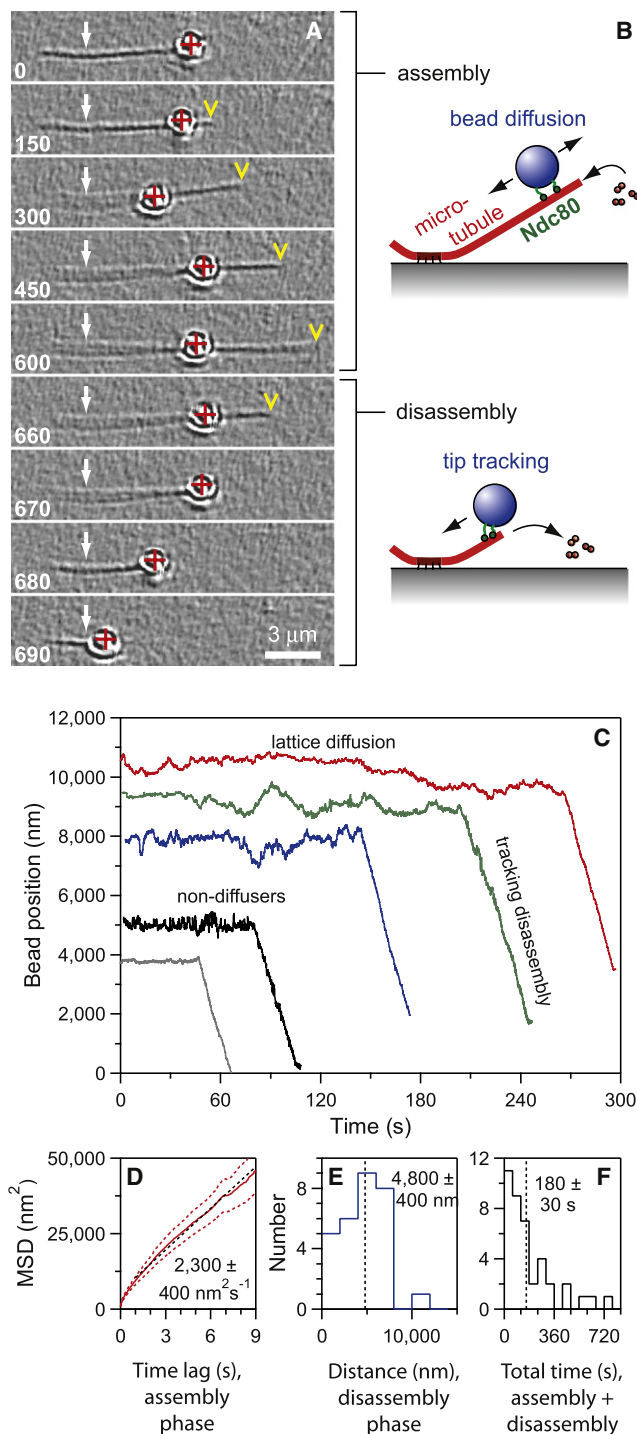 A
0
150
300
450
600
660
670
680
690
3 μm
B
assembly
bead diffusion
micro-
tubule
Ndc80
disassembly
tip tracking
C
12,000
10,000
8,000
6,000
4,000
2,000
0
Bead position (nm)
lattice diffusion
non-diffusers
tracking disassembly
0
60
120
180
240
300
Time (s)
D
50,000
25,000
0
MSD (nm²)
2,300 ±
400 nm²s⁻¹
0
3
6
9
Time lag (s),
assembly
phase
E
8
4
0
Number
4,800 ±
400 nm
0
10,000
Distance (nm),
disassembly
phase
F
12
8
4
0
180 ±
30 s
0
360
720
Total time (s),
assembly +
disassembly